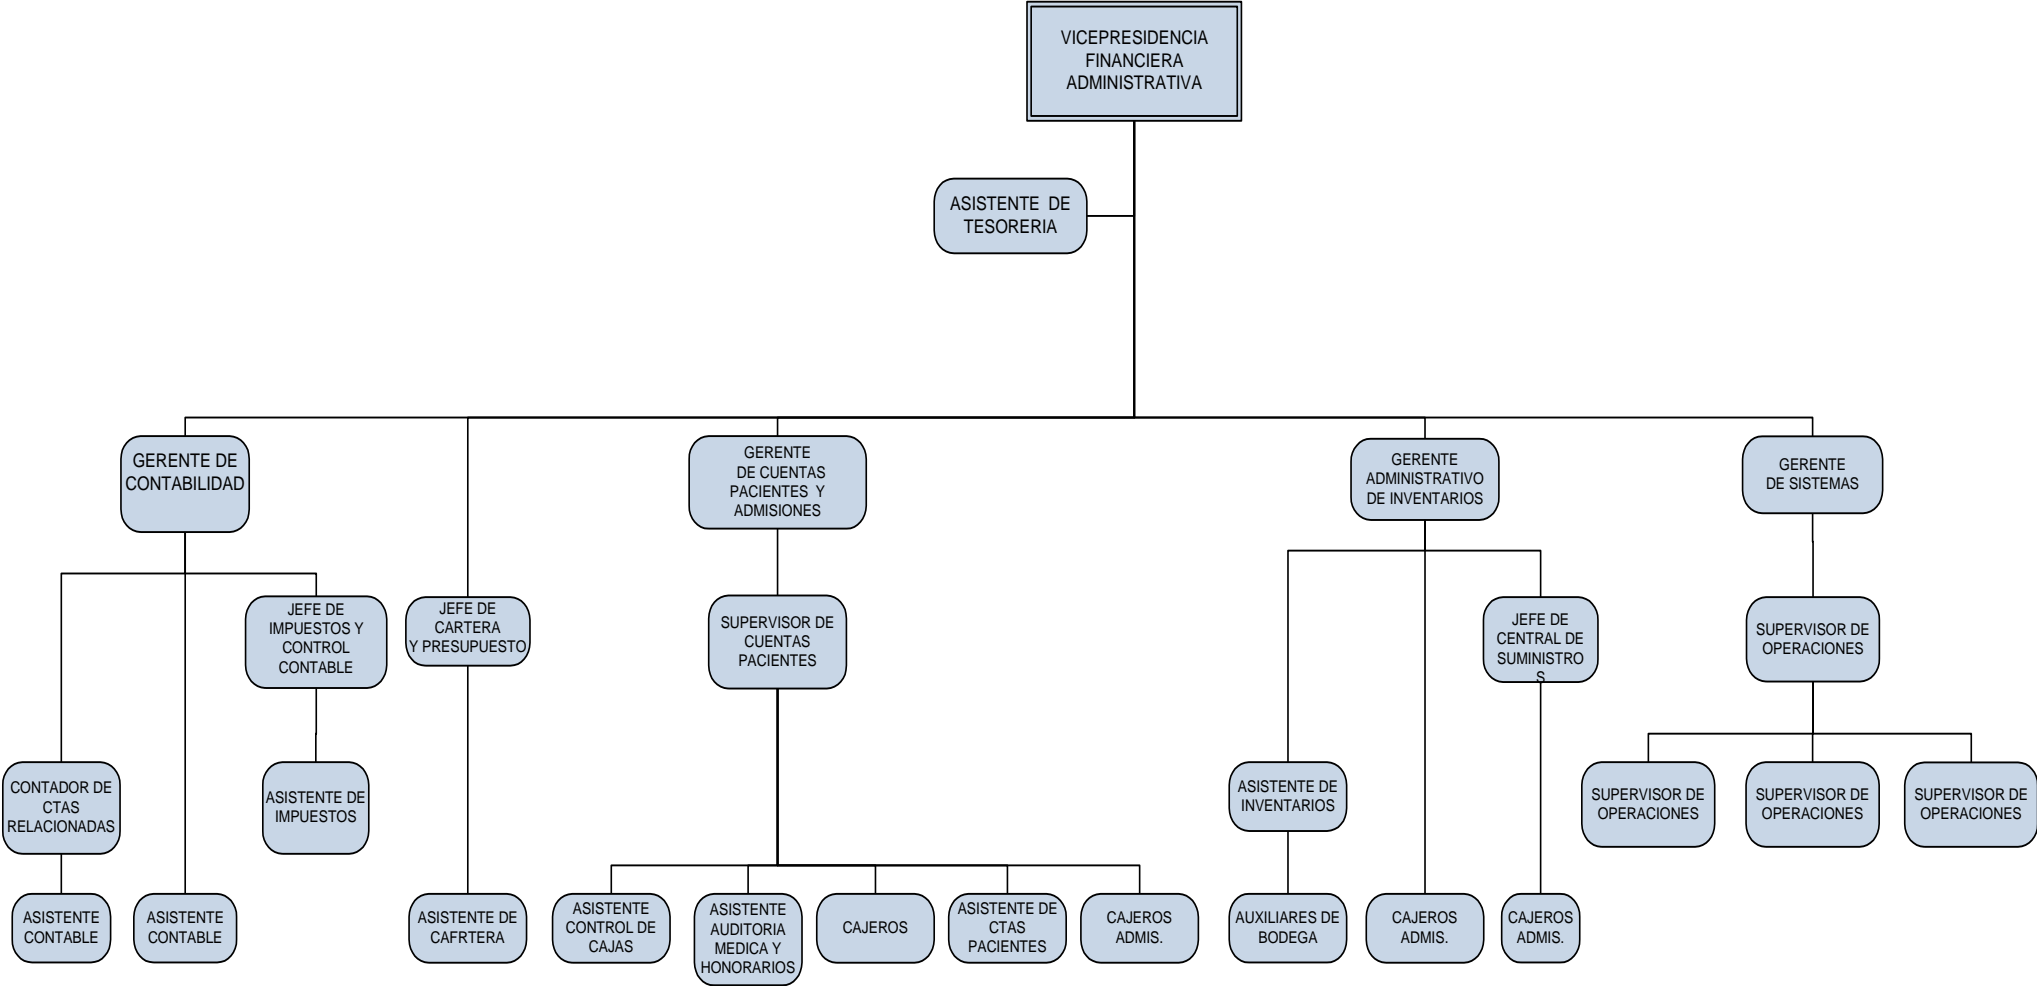 VICEPRESIDENCIA
FINANCIERA
ADMINISTRATIVA
ASISTENTE DE
TESORERIA
GERENTE DE
CONTABILIDAD
GERENTE
DE CUENTAS
PACIENTES Y
ADMISIONES
GERENTE
ADMINISTRATIVO
DE INVENTARIOS
GERENTE
DE SISTEMAS
JEFE DE
IMPUESTOS Y
CONTROL
CONTABLE
JEFE DE
CARTERA
Y PRESUPUESTO
SUPERVISOR DE
CUENTAS
PACIENTES
JEFE DE
CENTRAL DE
SUMINISTRO
S
SUPERVISOR DE
OPERACIONES
CONTADOR DE
CTAS
RELACIONADAS
ASISTENTE DE
IMPUESTOS
ASISTENTE DE
INVENTARIOS
SUPERVISOR DE
OPERACIONES
SUPERVISOR DE
OPERACIONES
SUPERVISOR DE
OPERACIONES
ASISTENTE
CONTABLE
ASISTENTE
CONTABLE
ASISTENTE DE
CAFRTERA
ASISTENTE
CONTROL DE
CAJAS
ASISTENTE
AUDITORIA
MEDICA Y
HONORARIOS
CAJEROS
ASISTENTE DE
CTAS
PACIENTES
CAJEROS
ADMIS.
AUXILIARES DE
BODEGA
CAJEROS
ADMIS.
CAJEROS
ADMIS.